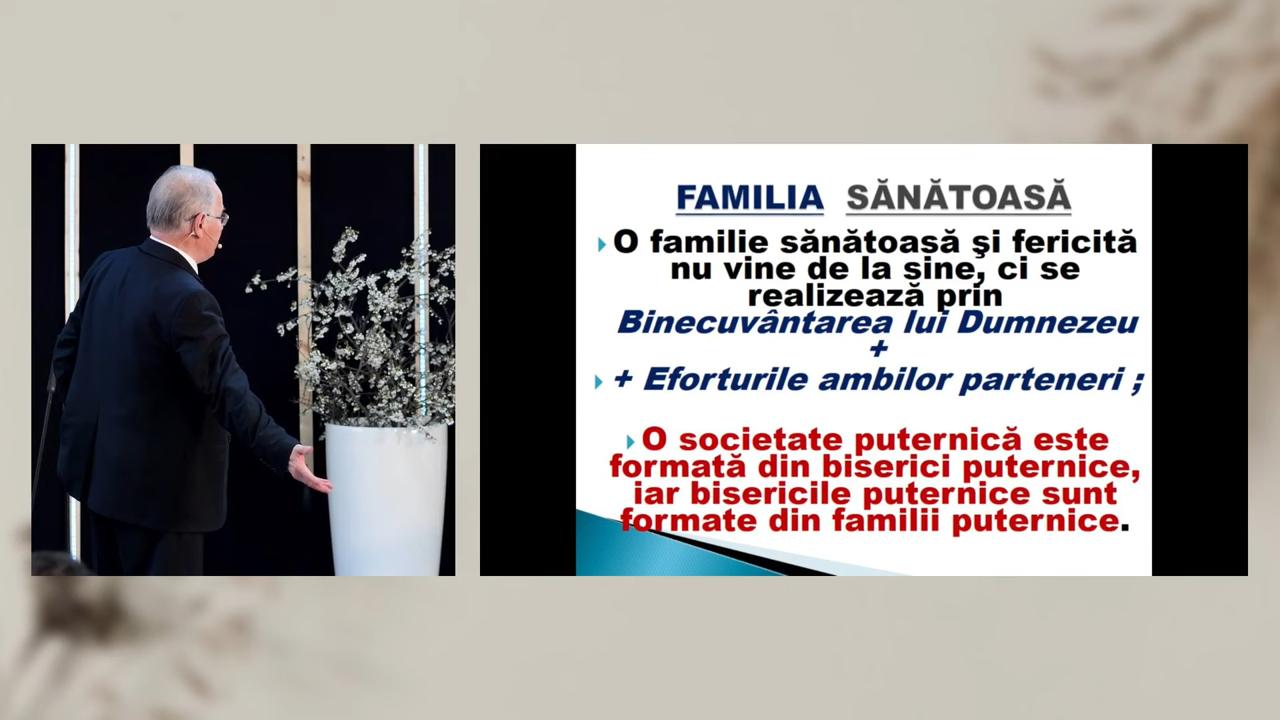 FAMILIA SĂNĂTOASĂ
O familie sănătoasă şi fericită
nu vine de la sine, ci se
realizează prin
Binecuvântarea lui Dumnezeu
+
+ Eforturile ambilor parteneri ;
O societate puternică este
formată din biserici puternice,
iar bisericile puternice sunt
formate din familii puternice.